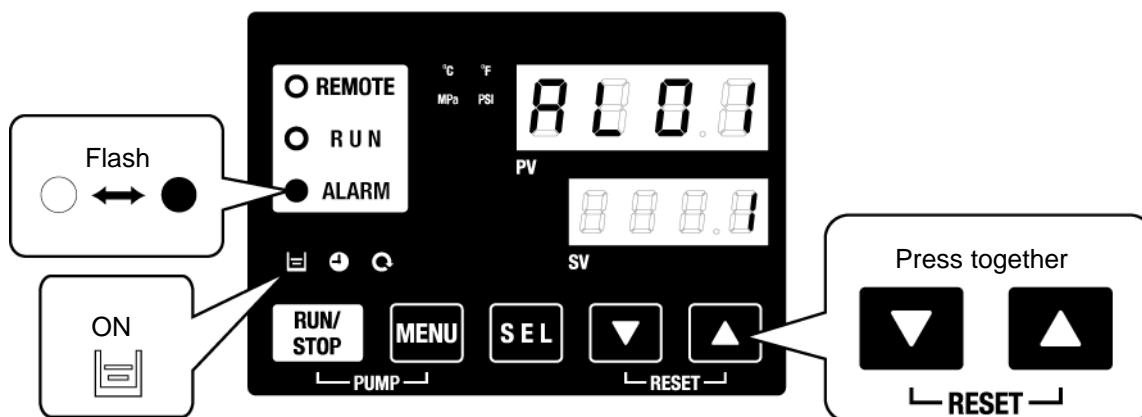 REMOTE
RUN
ALARM
°C °F
MPa PSI
AL01
PV
1
SV
Flash
ON
RUN/
STOP
MENU
SEL
▼
▲
PUMP
RESET
Press together
▼ ▲
RESET